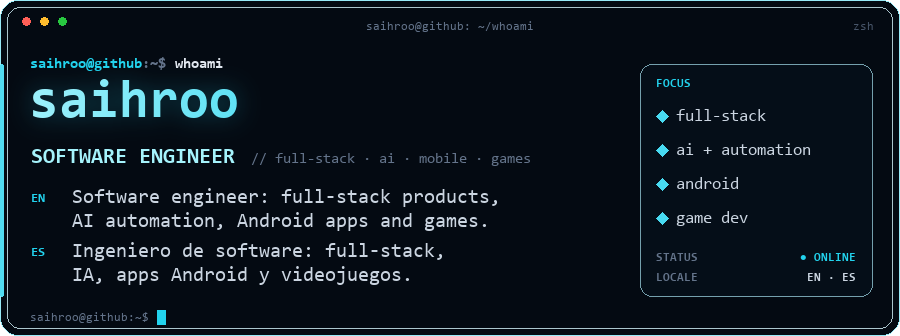 saihroo@github: ~/whoami
zsh
saihroo@github:~$ whoami
saihroo
SOFTWARE ENGINEER // full-stack · ai · mobile · games
EN Software engineer: full-stack products,
AI automation, Android apps and games.
ES Ingeniero de software: full-stack,
IA, apps Android y videojuegos.
FOCUS
◆ full-stack
◆ ai + automation
◆ android
◆ game dev
STATUS ● ONLINE
LOCALE EN · ES
saihroo@github:~$